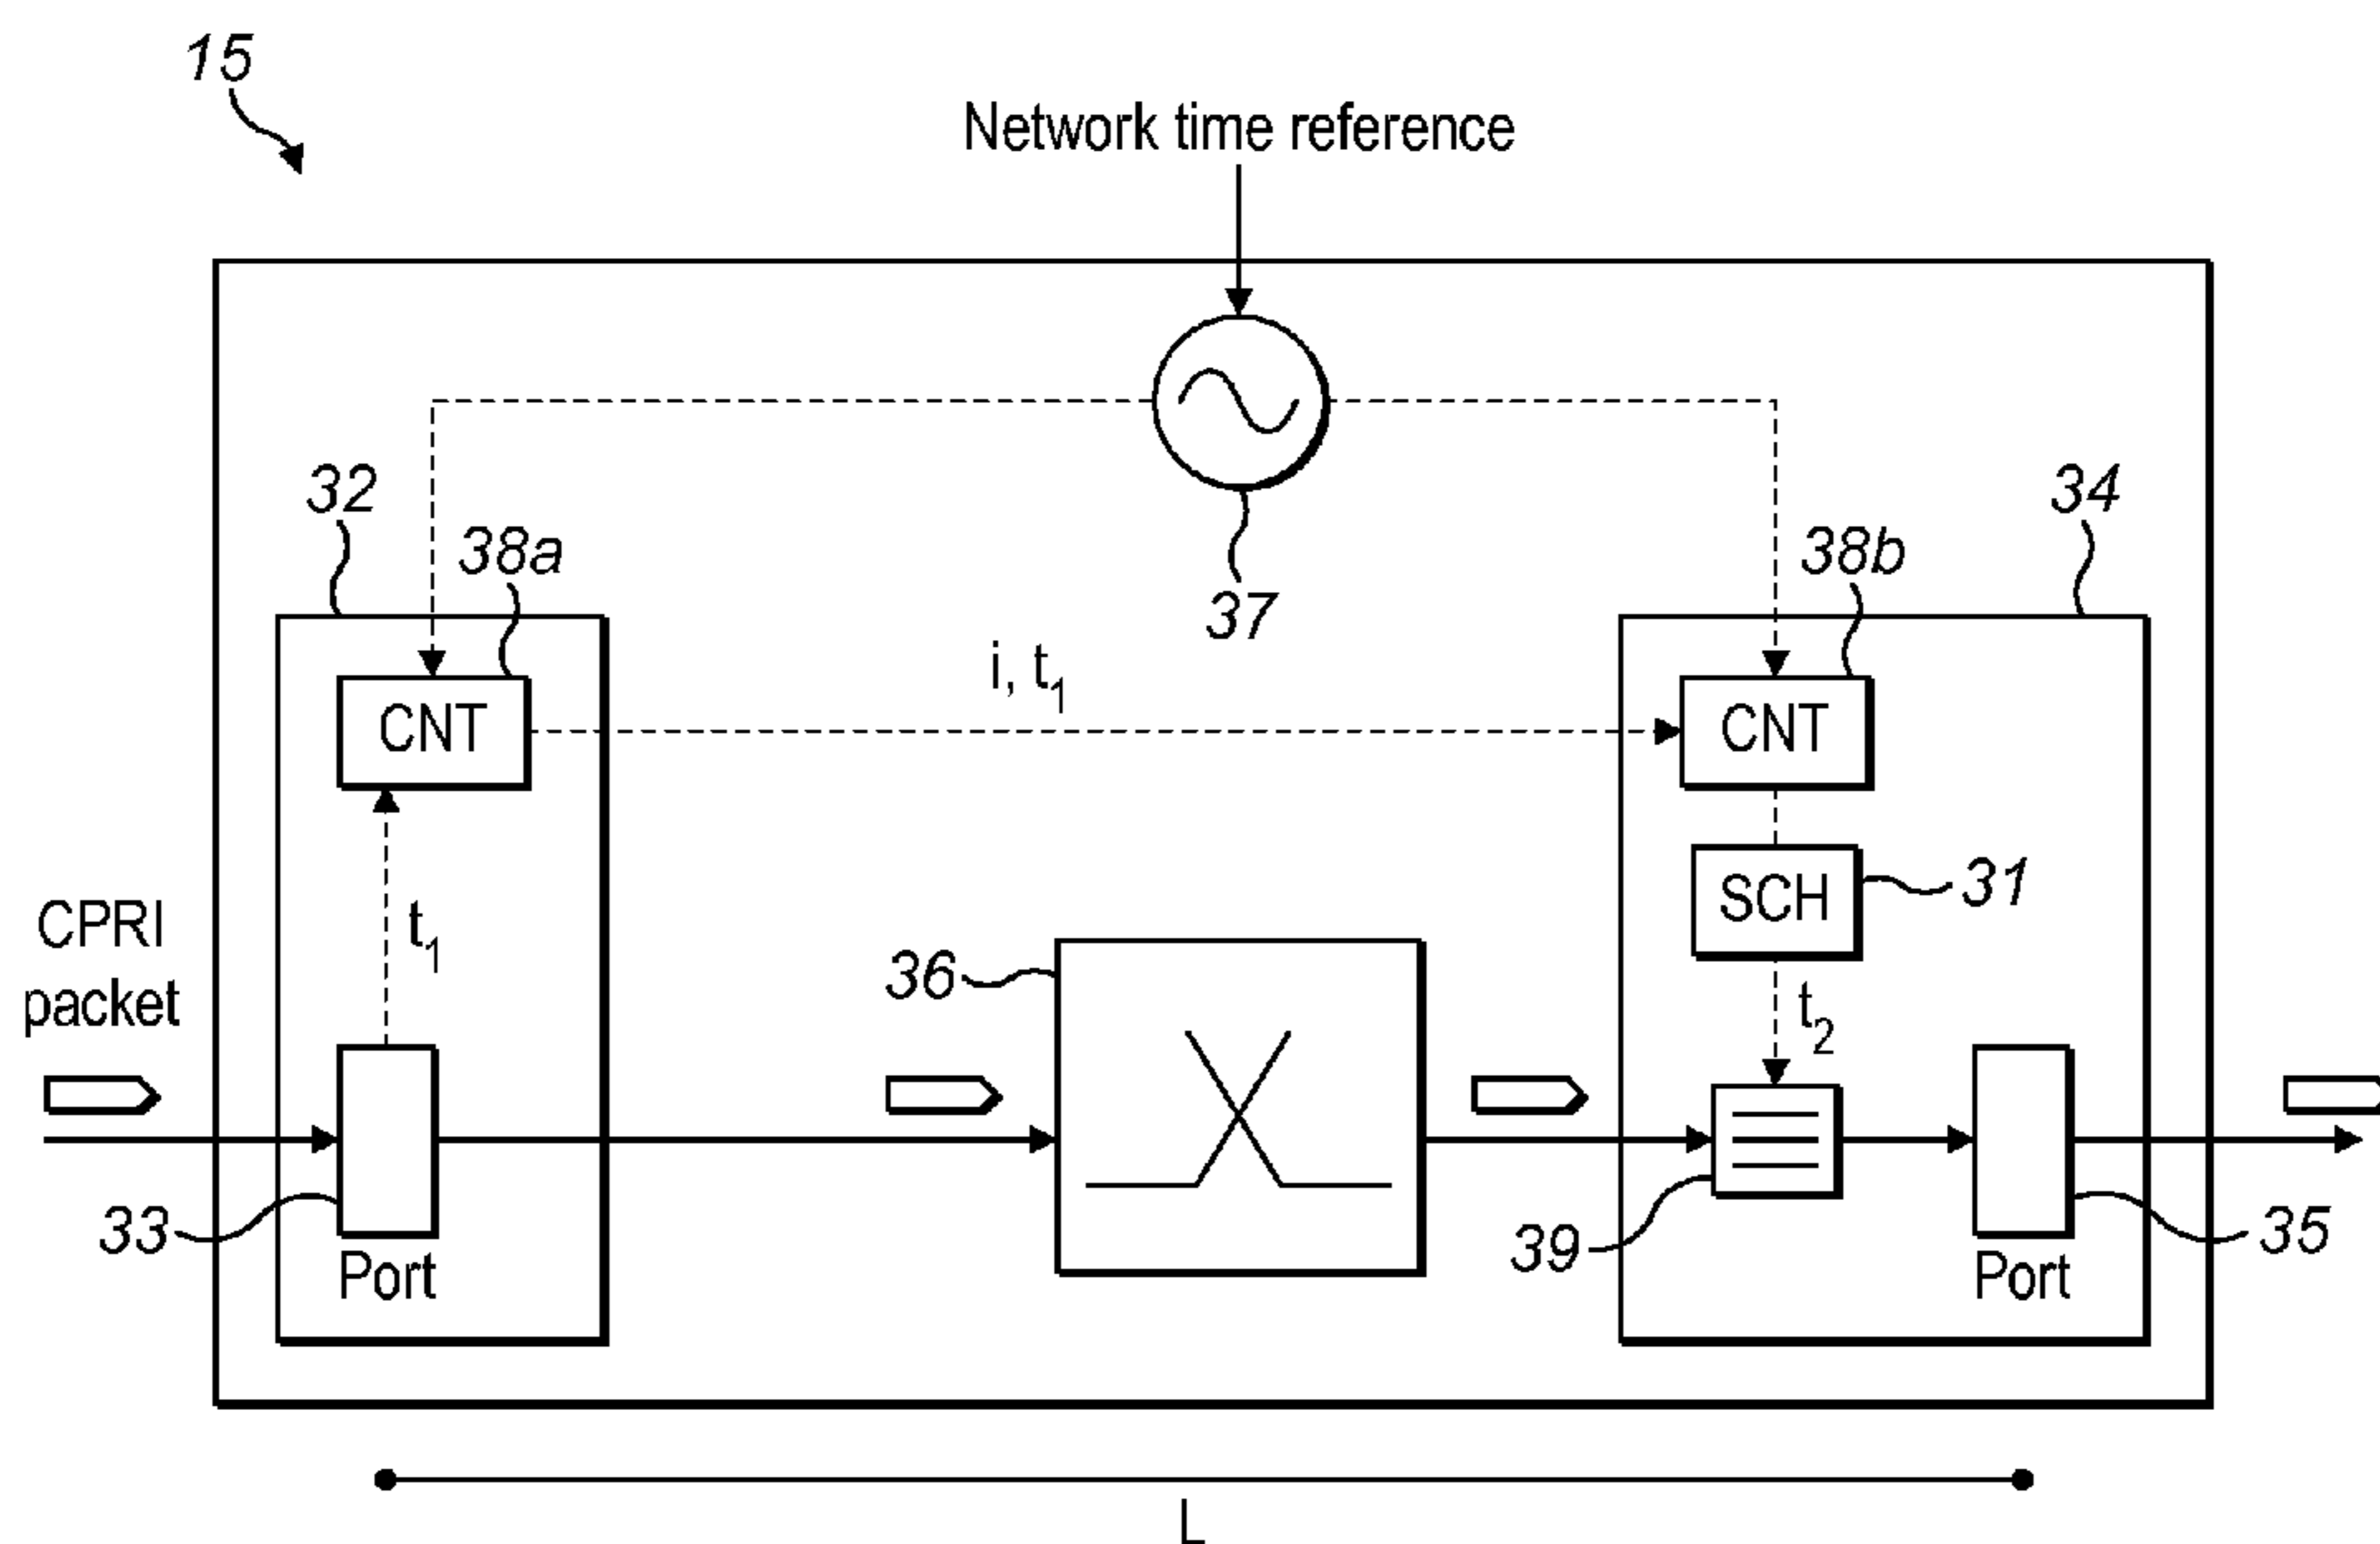 15
Network time reference
32
38a
37
34
38b
i, t₁
CNT
CNT
SCH
31
CPRI
packet
t₁
36
t₂
33
Port
39
35
Port
L